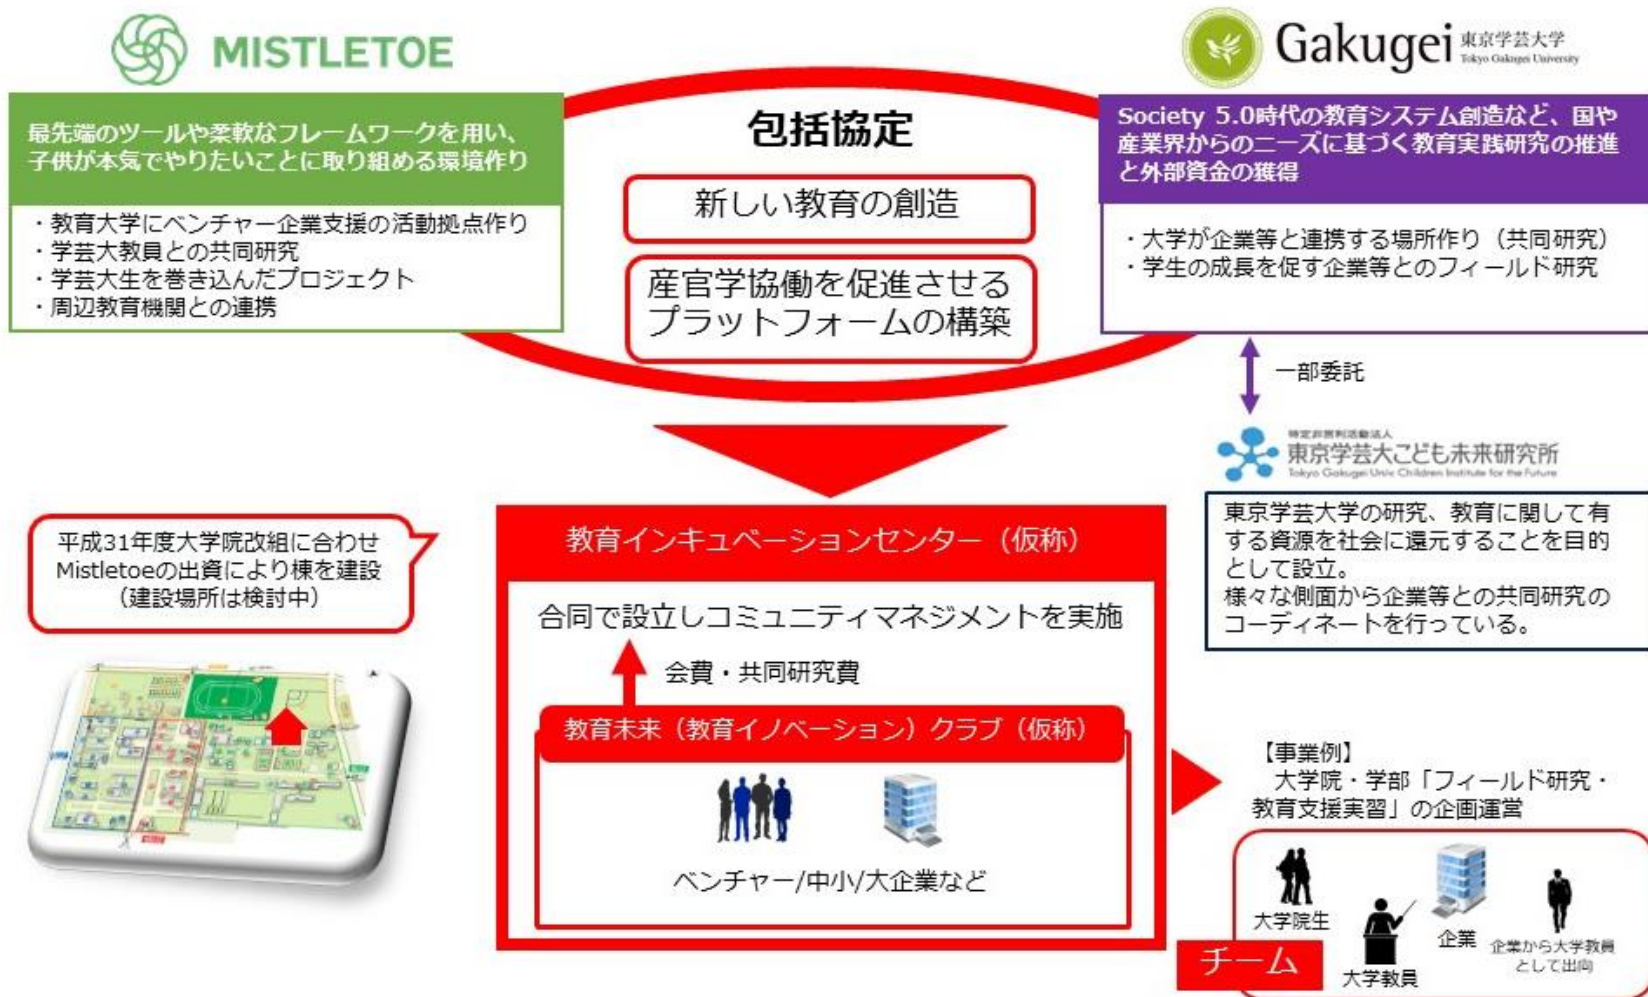 MISTLETOE
最先端のツールや柔軟なフレームワークを用い、
子供が本気でやりたいことに取り組める環境作り
・教育大学にベンチャー企業支援の活動拠点作り
・学芸大教員との共同研究
・学芸大生を巻き込んだプロジェクト
・周辺教育機関との連携
包括協定
新しい教育の創造
産官学協働を促進させる
プラットフォームの構築
Gakugei 東京学芸大学
Tokyo Gakugei University
Society 5.0時代の教育システム創造など、国や
産業界からのニーズに基づく教育実践研究の推進
と外部資金の獲得
・大学が企業等と連携する場所作り（共同研究）
・学生の成長を促す企業等とのフィールド研究
一部委託
特定非営利活動法人
東京学芸大こども未来研究所
Tokyo Gakugei Univ Children Institute for the Future
東京学芸大学の研究、教育に関して有
する資源を社会に還元することを目的
として設立。
様々な側面から企業等との共同研究の
コーディネートを行っている。
平成31年度大学院改組に合わせ
Mistletoeの出資により棟を建設
（建設場所は検討中）
教育インキュベーションセンター（仮称）
合同で設立しコミュニティマネジメントを実施
会費・共同研究費
教育未来（教育イノベーション）クラブ（仮称）
ベンチャー/中小/大企業など
【事業例】
大学院・学部「フィールド研究・
教育支援実習」の企画運営
大学院生
大学教員
企業
企業から大学教員
として出向
チーム